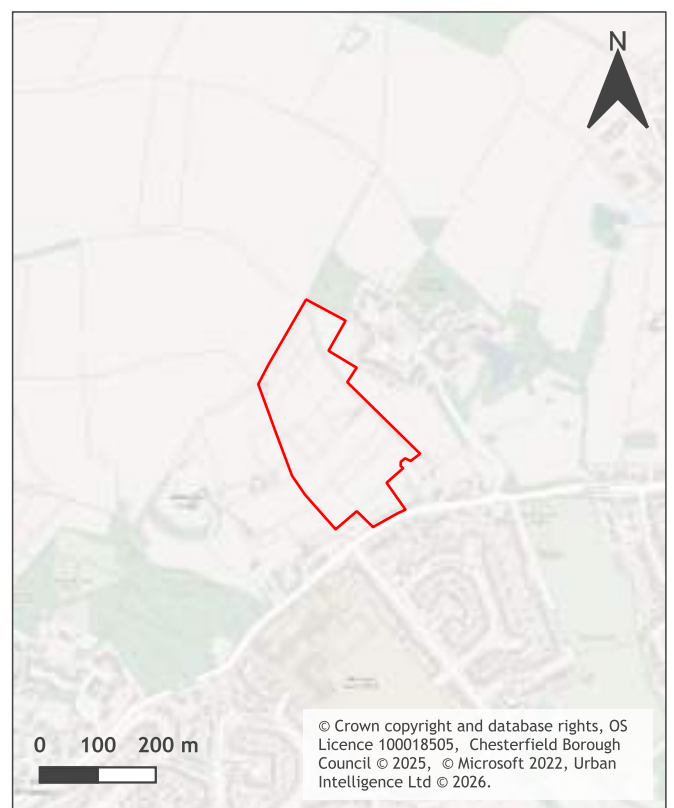 N
0 100 200 m
© Crown copyright and database rights, OS
Licence 100018505, Chesterfield Borough
Council © 2025, © Microsoft 2022, Urban
Intelligence Ltd © 2026.